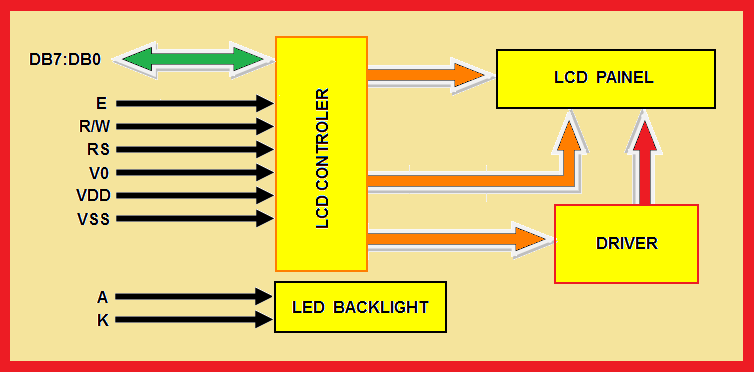 DB7:DB0
E
R/W
RS
V0
VDD
VSS
A
K
LCD CONTROLER
LCD PAINEL
DRIVER
LED BACKLIGHT